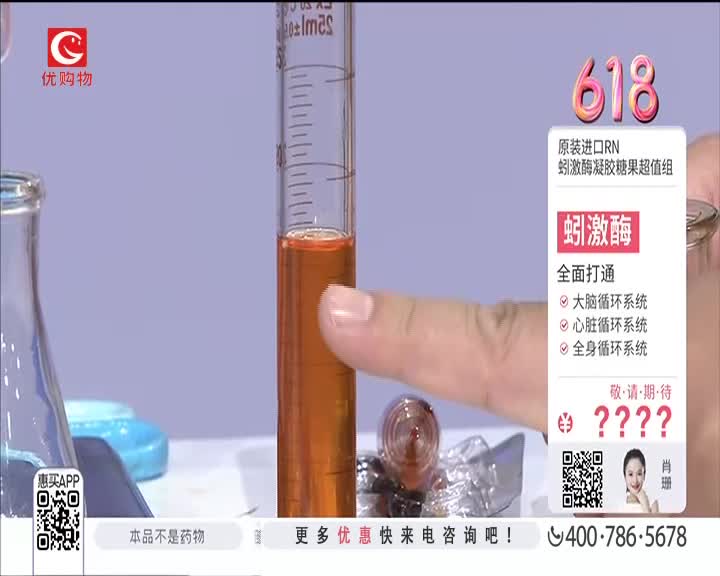 优购物
25ml
618
原装进口RN
蚓激酶凝胶糖果超值组
蚓激酶
全面打通
大脑循环系统
心脏循环系统
全身循环系统
敬·请·期·待
¥ ????
肖珊
惠买APP
本品不是药物
更多优惠快来电咨询吧！
400-786-5678